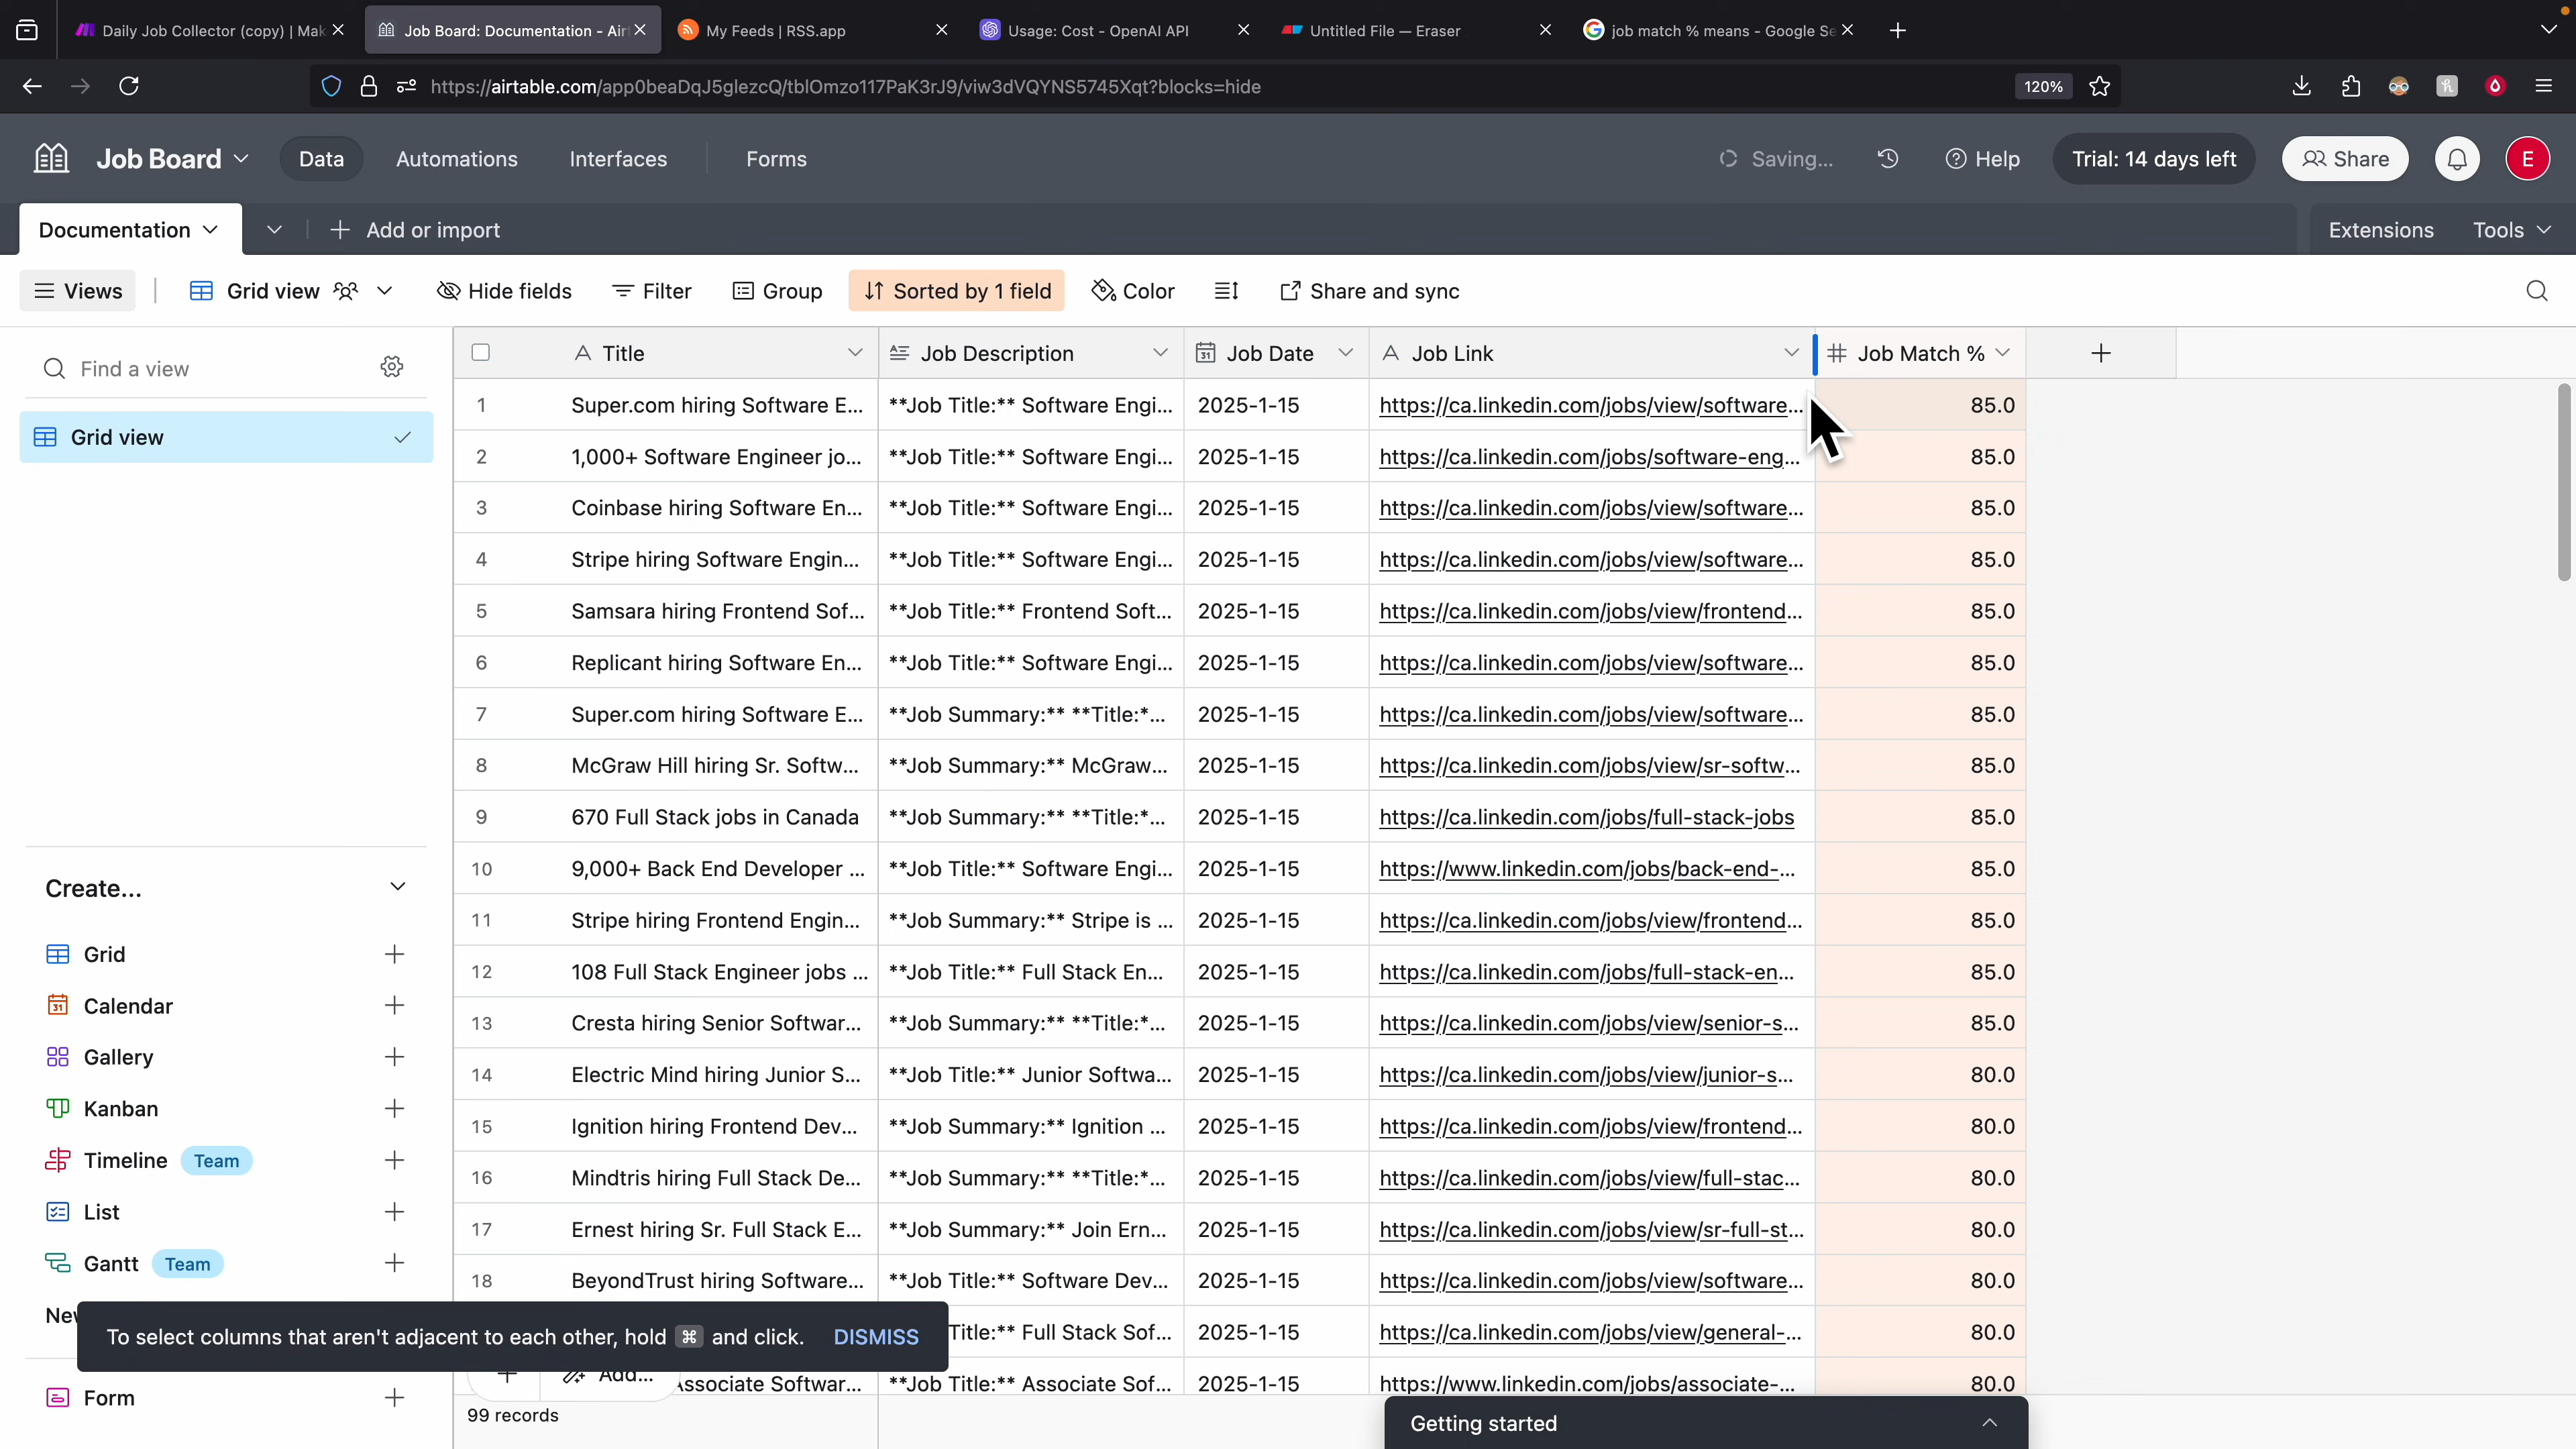 Daily Job Collector (copy) | Mak
Job Board: Documentation - Air
My Feeds | RSS.app
Usage: Cost - OpenAI API
Untitled File — Eraser
job match % means - Google Se
https://airtable.com/app0beaDqJ5glezcQ/tblOmzo117PaK3rJ9/viw3dVQYNS5745Xqt?blocks=hide
120%
Job Board
Data
Automations
Interfaces
Forms
Saving...
Help
Trial: 14 days left
Share
E
Documentation
Add or import
Extensions
Tools
Views
Grid view
Hide fields
Filter
Group
Sorted by 1 field
Color
Share and sync
Find a view
Grid view
Create...
Grid
Calendar
Gallery
Kanban
Timeline Team
List
Gantt Team
New
Form
Title Job Description Job Date Job Link Job Match %
1 Super.com hiring Software E... **Job Title:** Software Engi... 2025-1-15 https://ca.linkedin.com/jobs/view/software... 85.0
2 1,000+ Software Engineer jo... **Job Title:** Software Engi... 2025-1-15 https://ca.linkedin.com/jobs/software-eng... 85.0
3 Coinbase hiring Software En... **Job Title:** Software Engi... 2025-1-15 https://ca.linkedin.com/jobs/view/software... 85.0
4 Stripe hiring Software Engin... **Job Title:** Software Engi... 2025-1-15 https://ca.linkedin.com/jobs/view/software... 85.0
5 Samsara hiring Frontend Sof... **Job Title:** Frontend Soft... 2025-1-15 https://ca.linkedin.com/jobs/view/frontend... 85.0
6 Replicant hiring Software En... **Job Title:** Software Engi... 2025-1-15 https://ca.linkedin.com/jobs/view/software... 85.0
7 Super.com hiring Software E... **Job Summary:** **Title:*... 2025-1-15 https://ca.linkedin.com/jobs/view/software... 85.0
8 McGraw Hill hiring Sr. Softw... **Job Summary:** McGraw... 2025-1-15 https://ca.linkedin.com/jobs/view/sr-softw... 85.0
9 670 Full Stack jobs in Canada **Job Summary:** **Title:*... 2025-1-15 https://ca.linkedin.com/jobs/full-stack-jobs 85.0
10 9,000+ Back End Developer ... **Job Title:** Software Engi... 2025-1-15 https://www.linkedin.com/jobs/back-end-... 85.0
11 Stripe hiring Frontend Engin... **Job Summary:** Stripe is ... 2025-1-15 https://ca.linkedin.com/jobs/view/frontend... 85.0
12 108 Full Stack Engineer jobs ... **Job Title:** Full Stack En... 2025-1-15 https://ca.linkedin.com/jobs/full-stack-en... 85.0
13 Cresta hiring Senior Softwar... **Job Summary:** **Title:*... 2025-1-15 https://ca.linkedin.com/jobs/view/senior-s... 85.0
14 Electric Mind hiring Junior S... **Job Title:** Junior Softwa... 2025-1-15 https://ca.linkedin.com/jobs/view/junior-s... 80.0
15 Ignition hiring Frontend Dev... **Job Summary:** Ignition ... 2025-1-15 https://ca.linkedin.com/jobs/view/frontend... 80.0
16 Mindtris hiring Full Stack De... **Job Summary:** **Title:*... 2025-1-15 https://ca.linkedin.com/jobs/view/full-stac... 80.0
17 Ernest hiring Sr. Full Stack E... **Job Summary:** Join Ern... 2025-1-15 https://ca.linkedin.com/jobs/view/sr-full-st... 80.0
18 BeyondTrust hiring Software... **Job Title:** Software Dev... 2025-1-15 https://ca.linkedin.com/jobs/view/software... 80.0
Title:** Full Stack Sof... 2025-1-15 https://ca.linkedin.com/jobs/view/general-... 80.0
Associate Softwar... **Job Title:** Associate Sof... 2025-1-15 https://www.linkedin.com/jobs/associate-... 80.0
To select columns that aren't adjacent to each other, hold ⌘ and click. DISMISS
Add...
99 records
Getting started